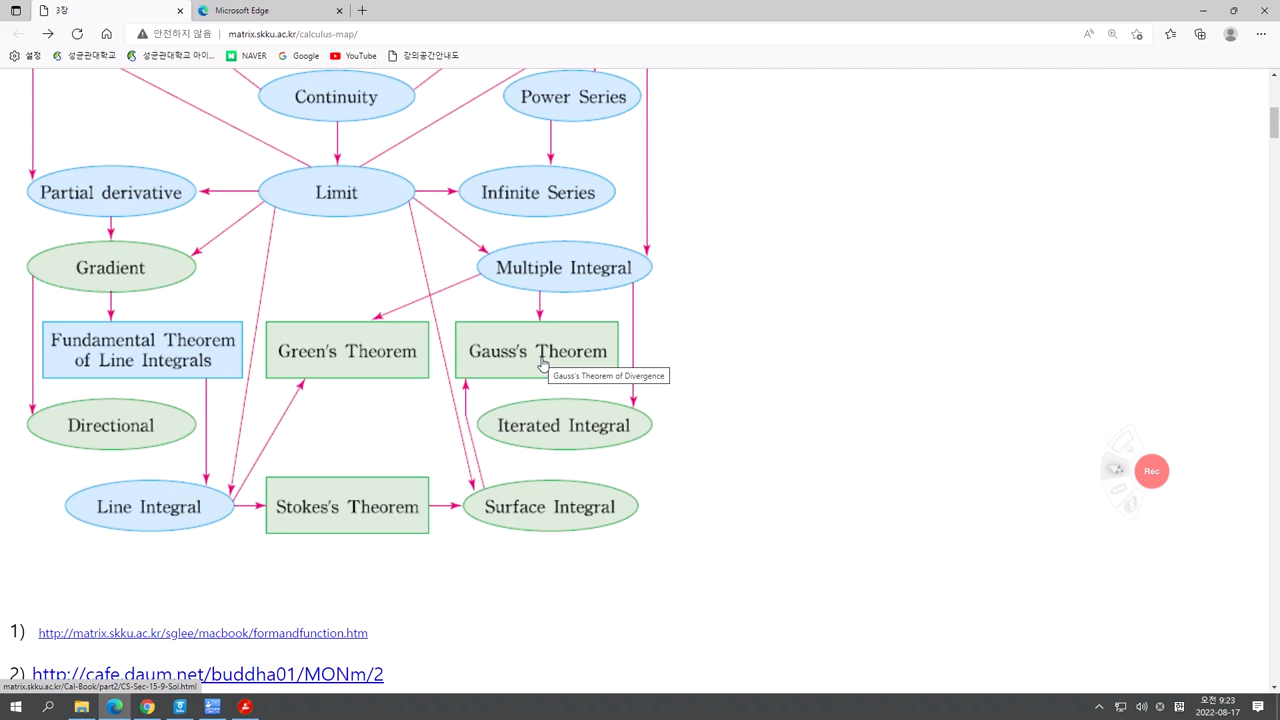 3장
Microsoft Edge
안전하지 않음
matrix.skku.ac.kr/calculus-map/
설정
성균관대학교
성균관대학교 아이...
NAVER
Google
YouTube
강의공간안내도
Continuity
Power Series
Partial derivative
Limit
Infinite Series
Gradient
Multiple Integral
Fundamental Theorem
of Line Integrals
Green's Theorem
Gauss's Theorem
Gauss's Theorem of Divergence
Directional
Iterated Integral
Line Integral
Stokes's Theorem
Surface Integral
Rec
1) http://matrix.skku.ac.kr/sglee/macbook/formandfunction.htm
2) http://cafe.daum.net/buddha01/MONm/2
matrix.skku.ac.kr/Cal-Book/part2/CS-Sec-15-9-Sol.html
오전 9:23
2022-08-17